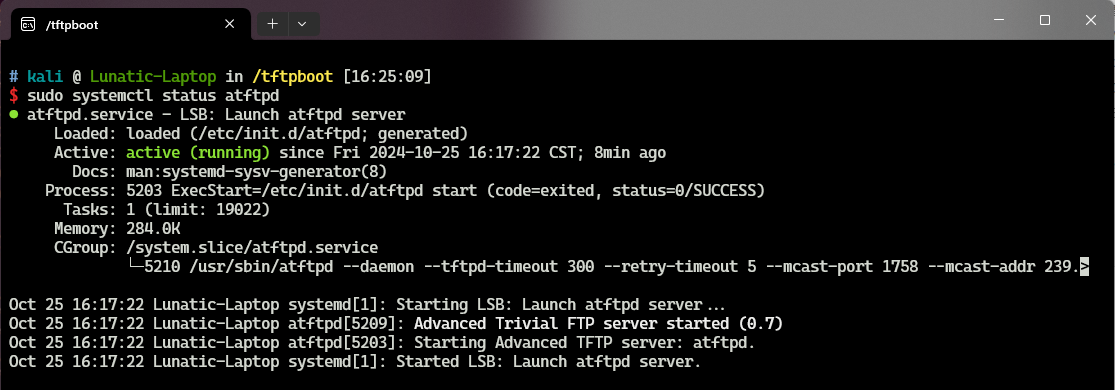 /tftpboot
# kali @ Lunatic-Laptop in /tftpboot [16:25:09]
$ sudo systemctl status atftpd
● atftpd.service - LSB: Launch atftpd server
Loaded: loaded (/etc/init.d/atftpd; generated)
Active: active (running) since Fri 2024-10-25 16:17:22 CST; 8min ago
Docs: man:systemd-sysv-generator(8)
Process: 5203 ExecStart=/etc/init.d/atftpd start (code=exited, status=0/SUCCESS)
Tasks: 1 (limit: 19022)
Memory: 284.0K
CGroup: /system.slice/atftpd.service
└─5210 /usr/sbin/atftpd --daemon --tftpd-timeout 300 --retry-timeout 5 --mcast-port 1758 --mcast-addr 239.>
Oct 25 16:17:22 Lunatic-Laptop systemd[1]: Starting LSB: Launch atftpd server...
Oct 25 16:17:22 Lunatic-Laptop atftpd[5209]: Advanced Trivial FTP server started (0.7)
Oct 25 16:17:22 Lunatic-Laptop atftpd[5203]: Starting Advanced TFTP server: atftpd.
Oct 25 16:17:22 Lunatic-Laptop systemd[1]: Started LSB: Launch atftpd server.